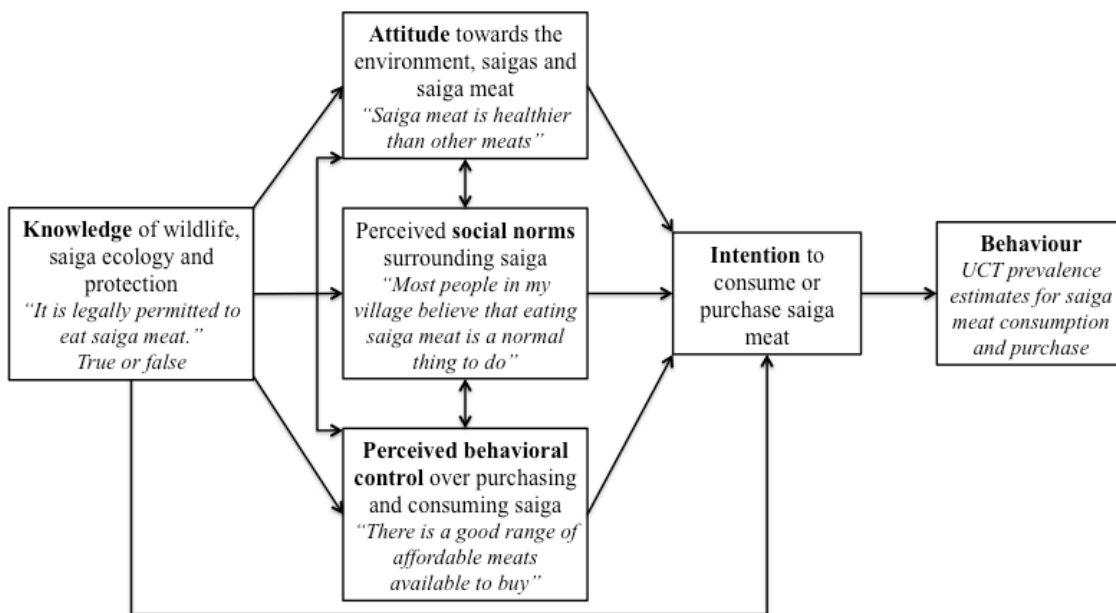 Attitude towards the
environment, saigas and
saiga meat
“Saiga meat is healthier
than other meats”
Knowledge of wildlife,
saiga ecology and
protection
“It is legally permitted to
eat saiga meat.”
True or false
Perceived social norms
surrounding saiga
“Most people in my
village believe that eating
saiga meat is a normal
thing to do”
Perceived behavioral
control over purchasing
and consuming saiga
“There is a good range of
affordable meats
available to buy”
Intention to
consume or
purchase saiga
meat
Behaviour
UCT prevalence
estimates for saiga
meat consumption
and purchase